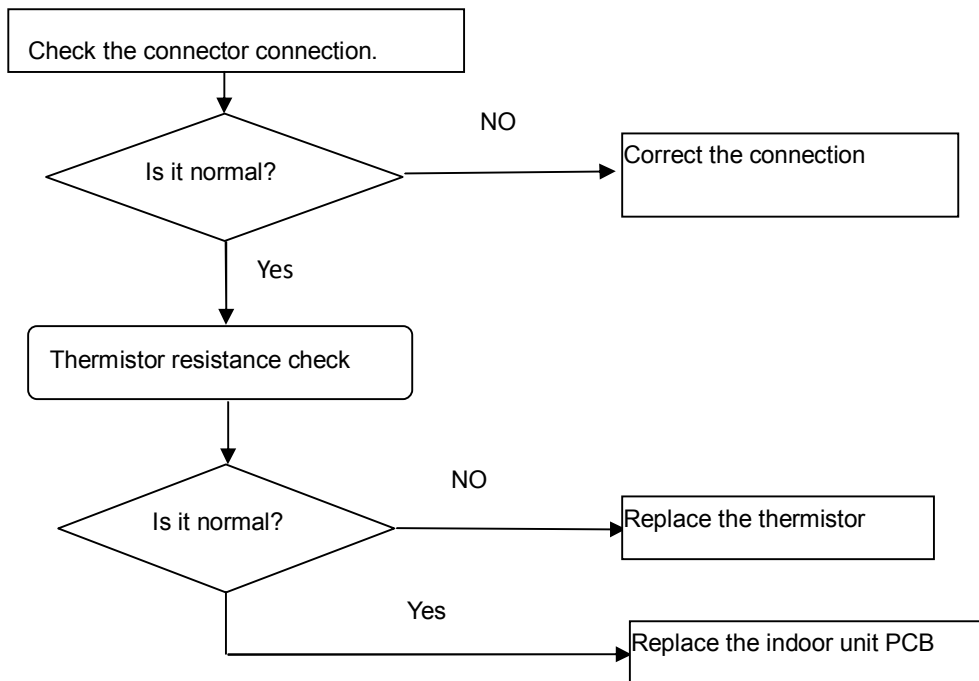 Check the connector connection.
NO
Is it normal?
Correct the connection
Yes
Thermistor resistance check
NO
Is it normal?
Replace the thermistor
Yes
Replace the indoor unit PCB